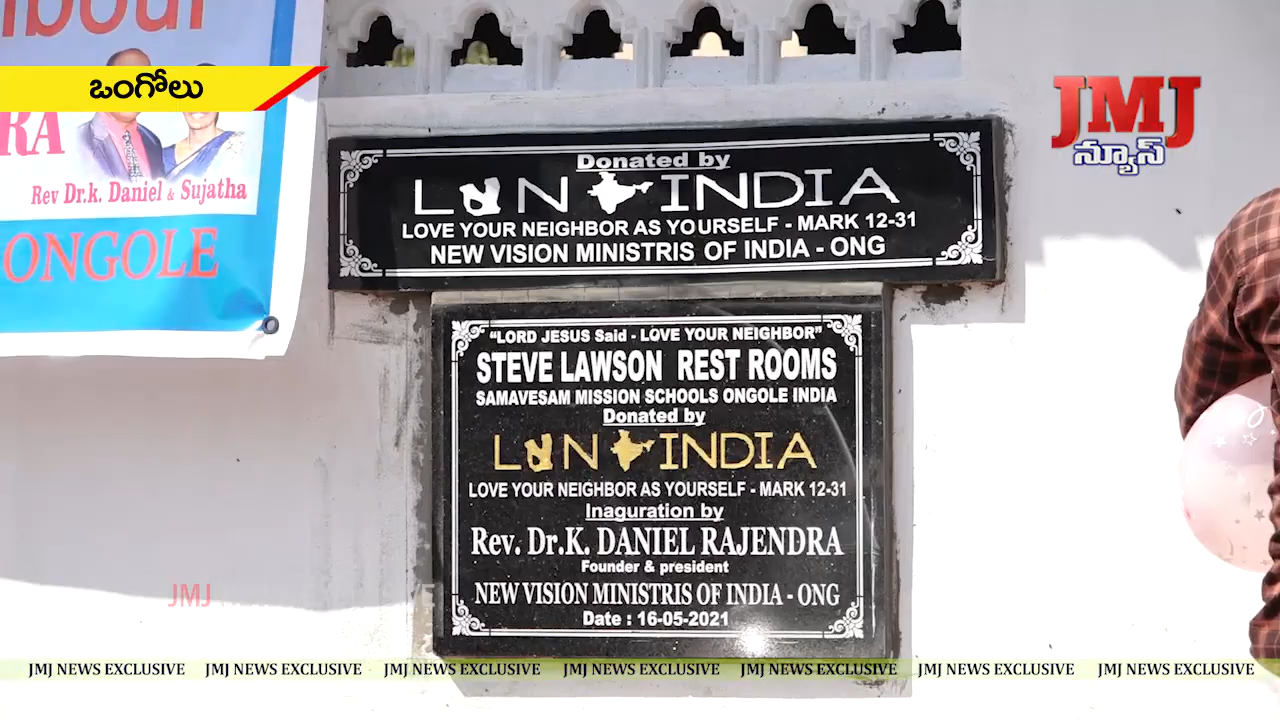 ibour
ఒంగోలు
RA
Rev Dr.k. Daniel & Sujatha
ONGOLE
JMJ
న్యూస్
Donated by
LYN INDIA
LOVE YOUR NEIGHBOR AS YOURSELF - MARK 12-31
NEW VISION MINISTRIS OF INDIA - ONG
“LORD JESUS Said - LOVE YOUR NEIGHBOR”
STEVE LAWSON REST ROOMS
SAMAVESAM MISSION SCHOOLS ONGOLE INDIA
Donated by
LYN INDIA
LOVE YOUR NEIGHBOR AS YOURSELF - MARK 12-31
Inaguration by
Rev. Dr.K. DANIEL RAJENDRA
Founder & president
NEW VISION MINISTRIS OF INDIA - ONG
Date : 16-05-2021
JMJ
JMJ NEWS EXCLUSIVE JMJ NEWS EXCLUSIVE JMJ NEWS EXCLUSIVE JMJ NEWS EXCLUSIVE JMJ NEWS EXCLUSIVE JMJ NEWS EXCLUSIVE JMJ NEWS EXCLUSIVE